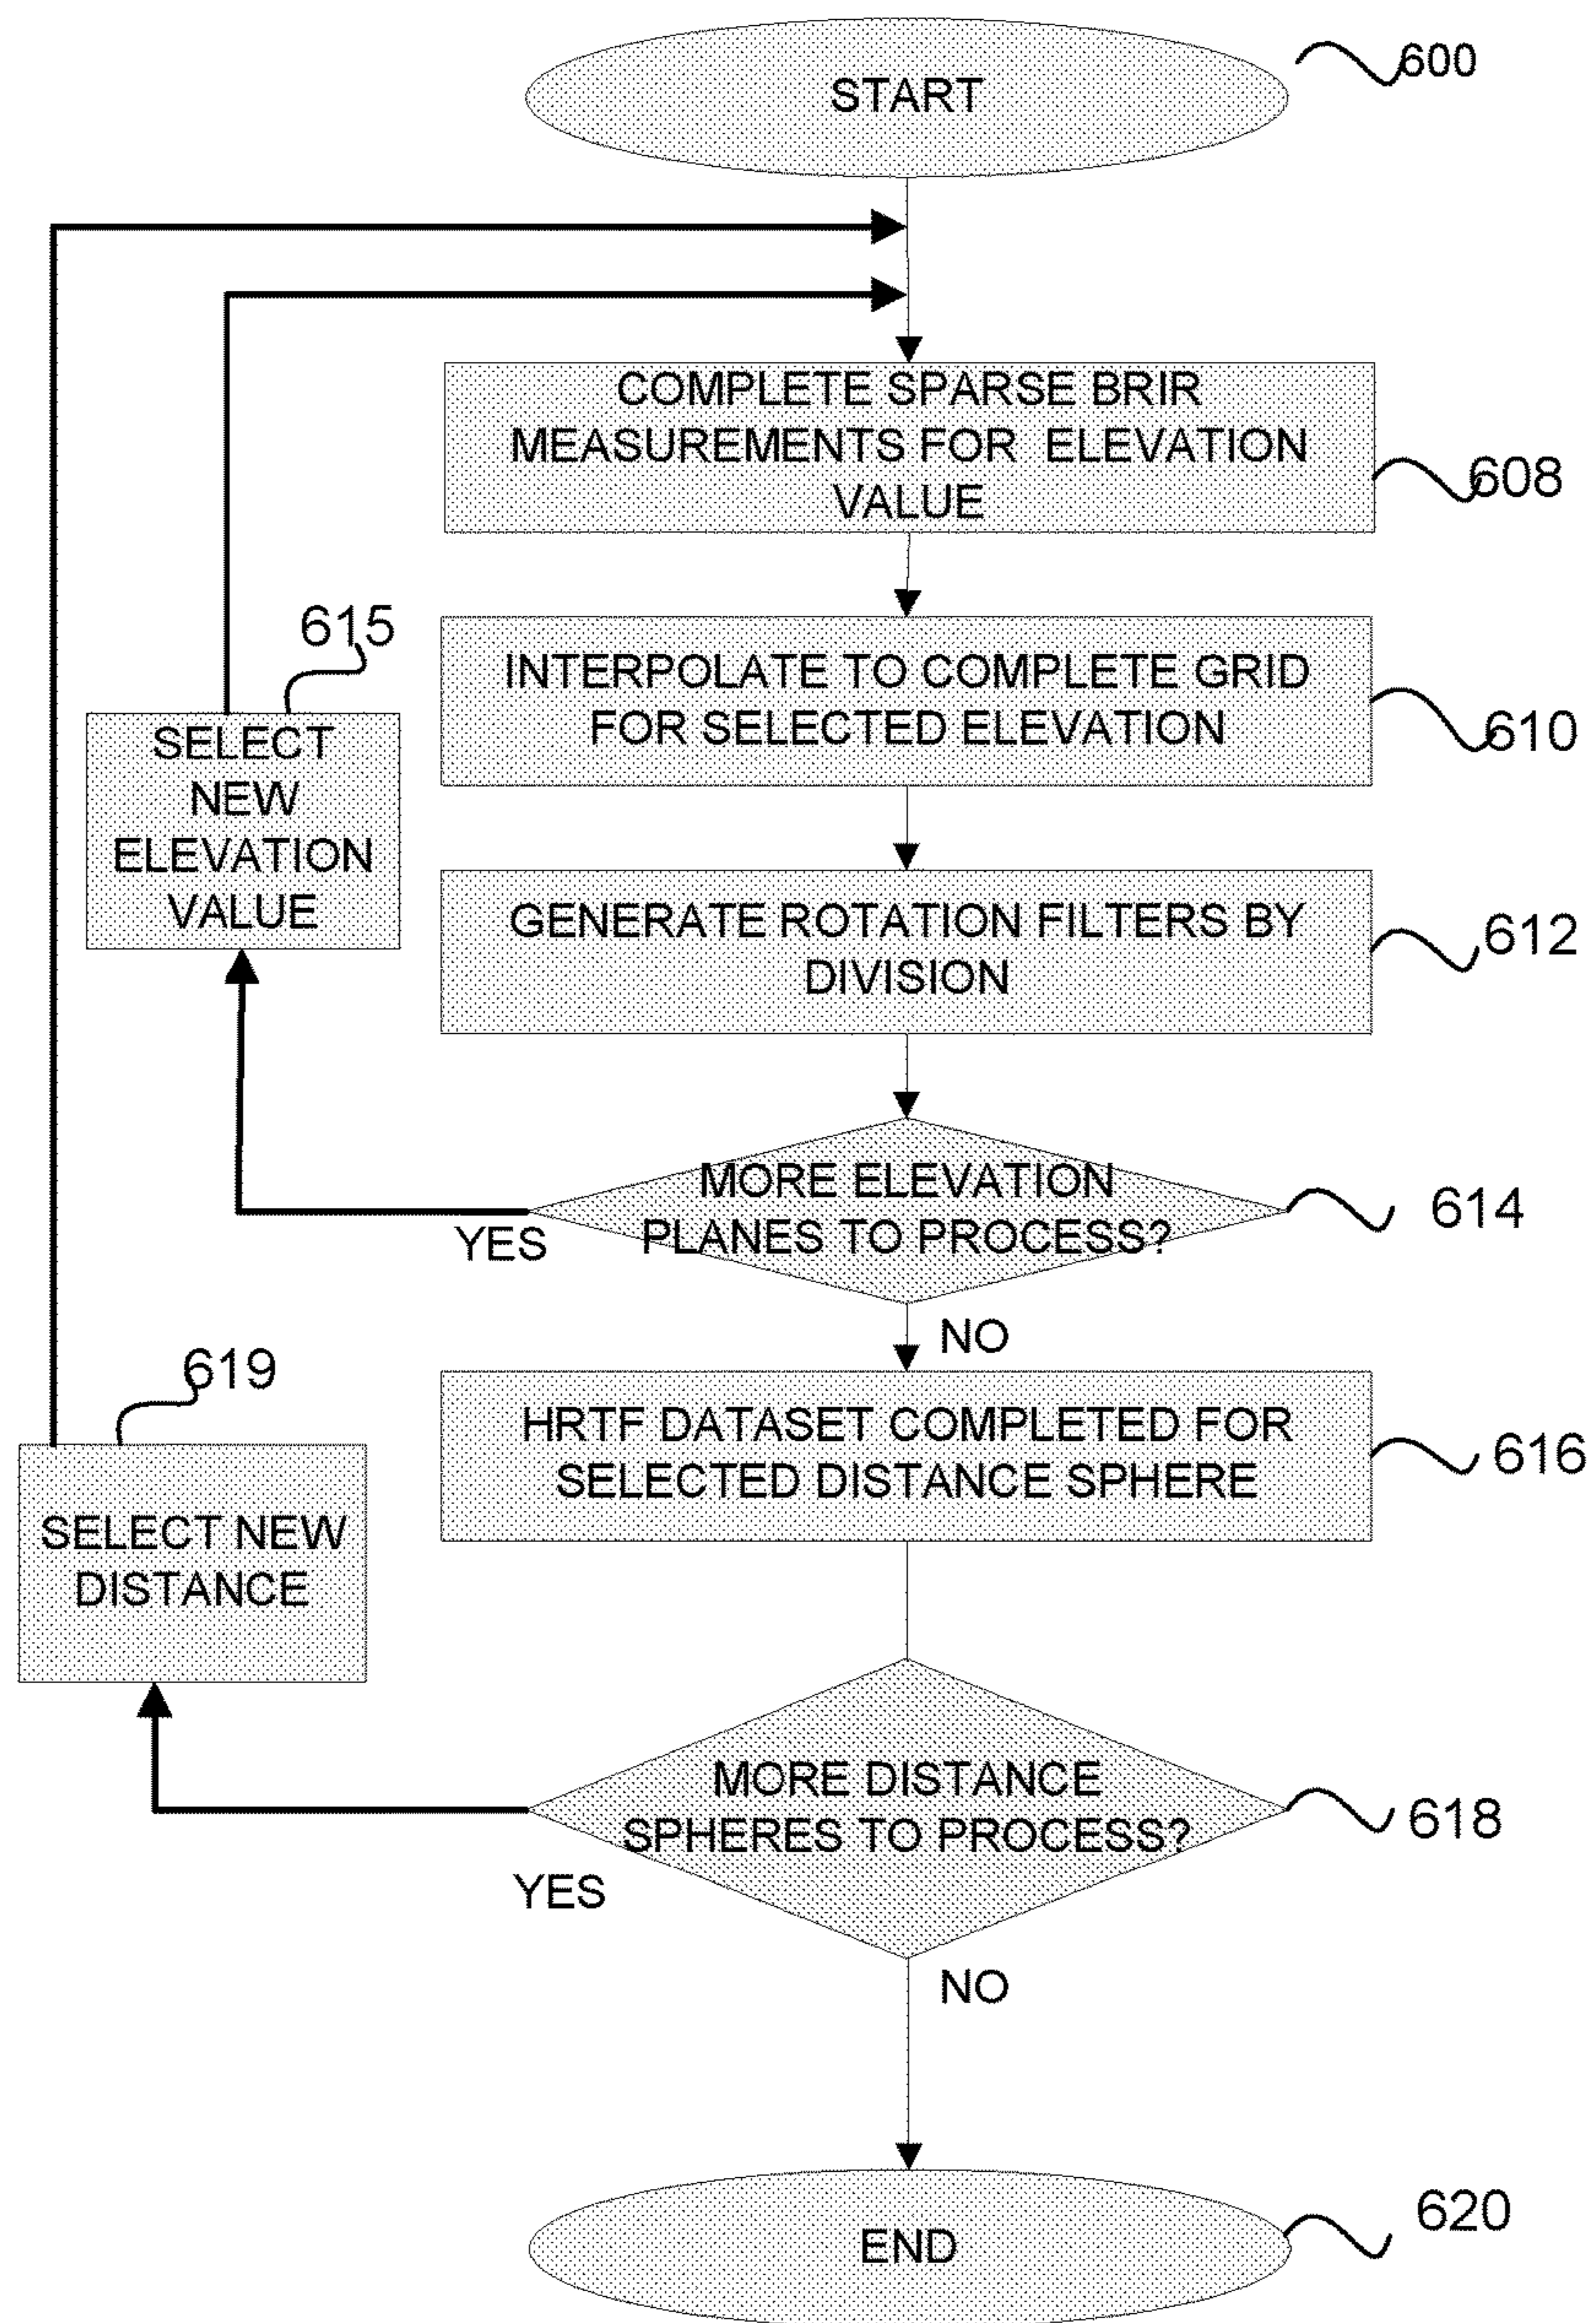 START
600
COMPLETE SPARSE BRIR
MEASUREMENTS FOR ELEVATION
VALUE
608
INTERPOLATE TO COMPLETE GRID
FOR SELECTED ELEVATION
610
615
SELECT
NEW
ELEVATION
VALUE
GENERATE ROTATION FILTERS BY
DIVISION
612
MORE ELEVATION
PLANES TO PROCESS?
614
YES
NO
HRTF DATASET COMPLETED FOR
SELECTED DISTANCE SPHERE
616
619
SELECT NEW
DISTANCE
MORE DISTANCE
SPHERES TO PROCESS?
618
YES
NO
END
620